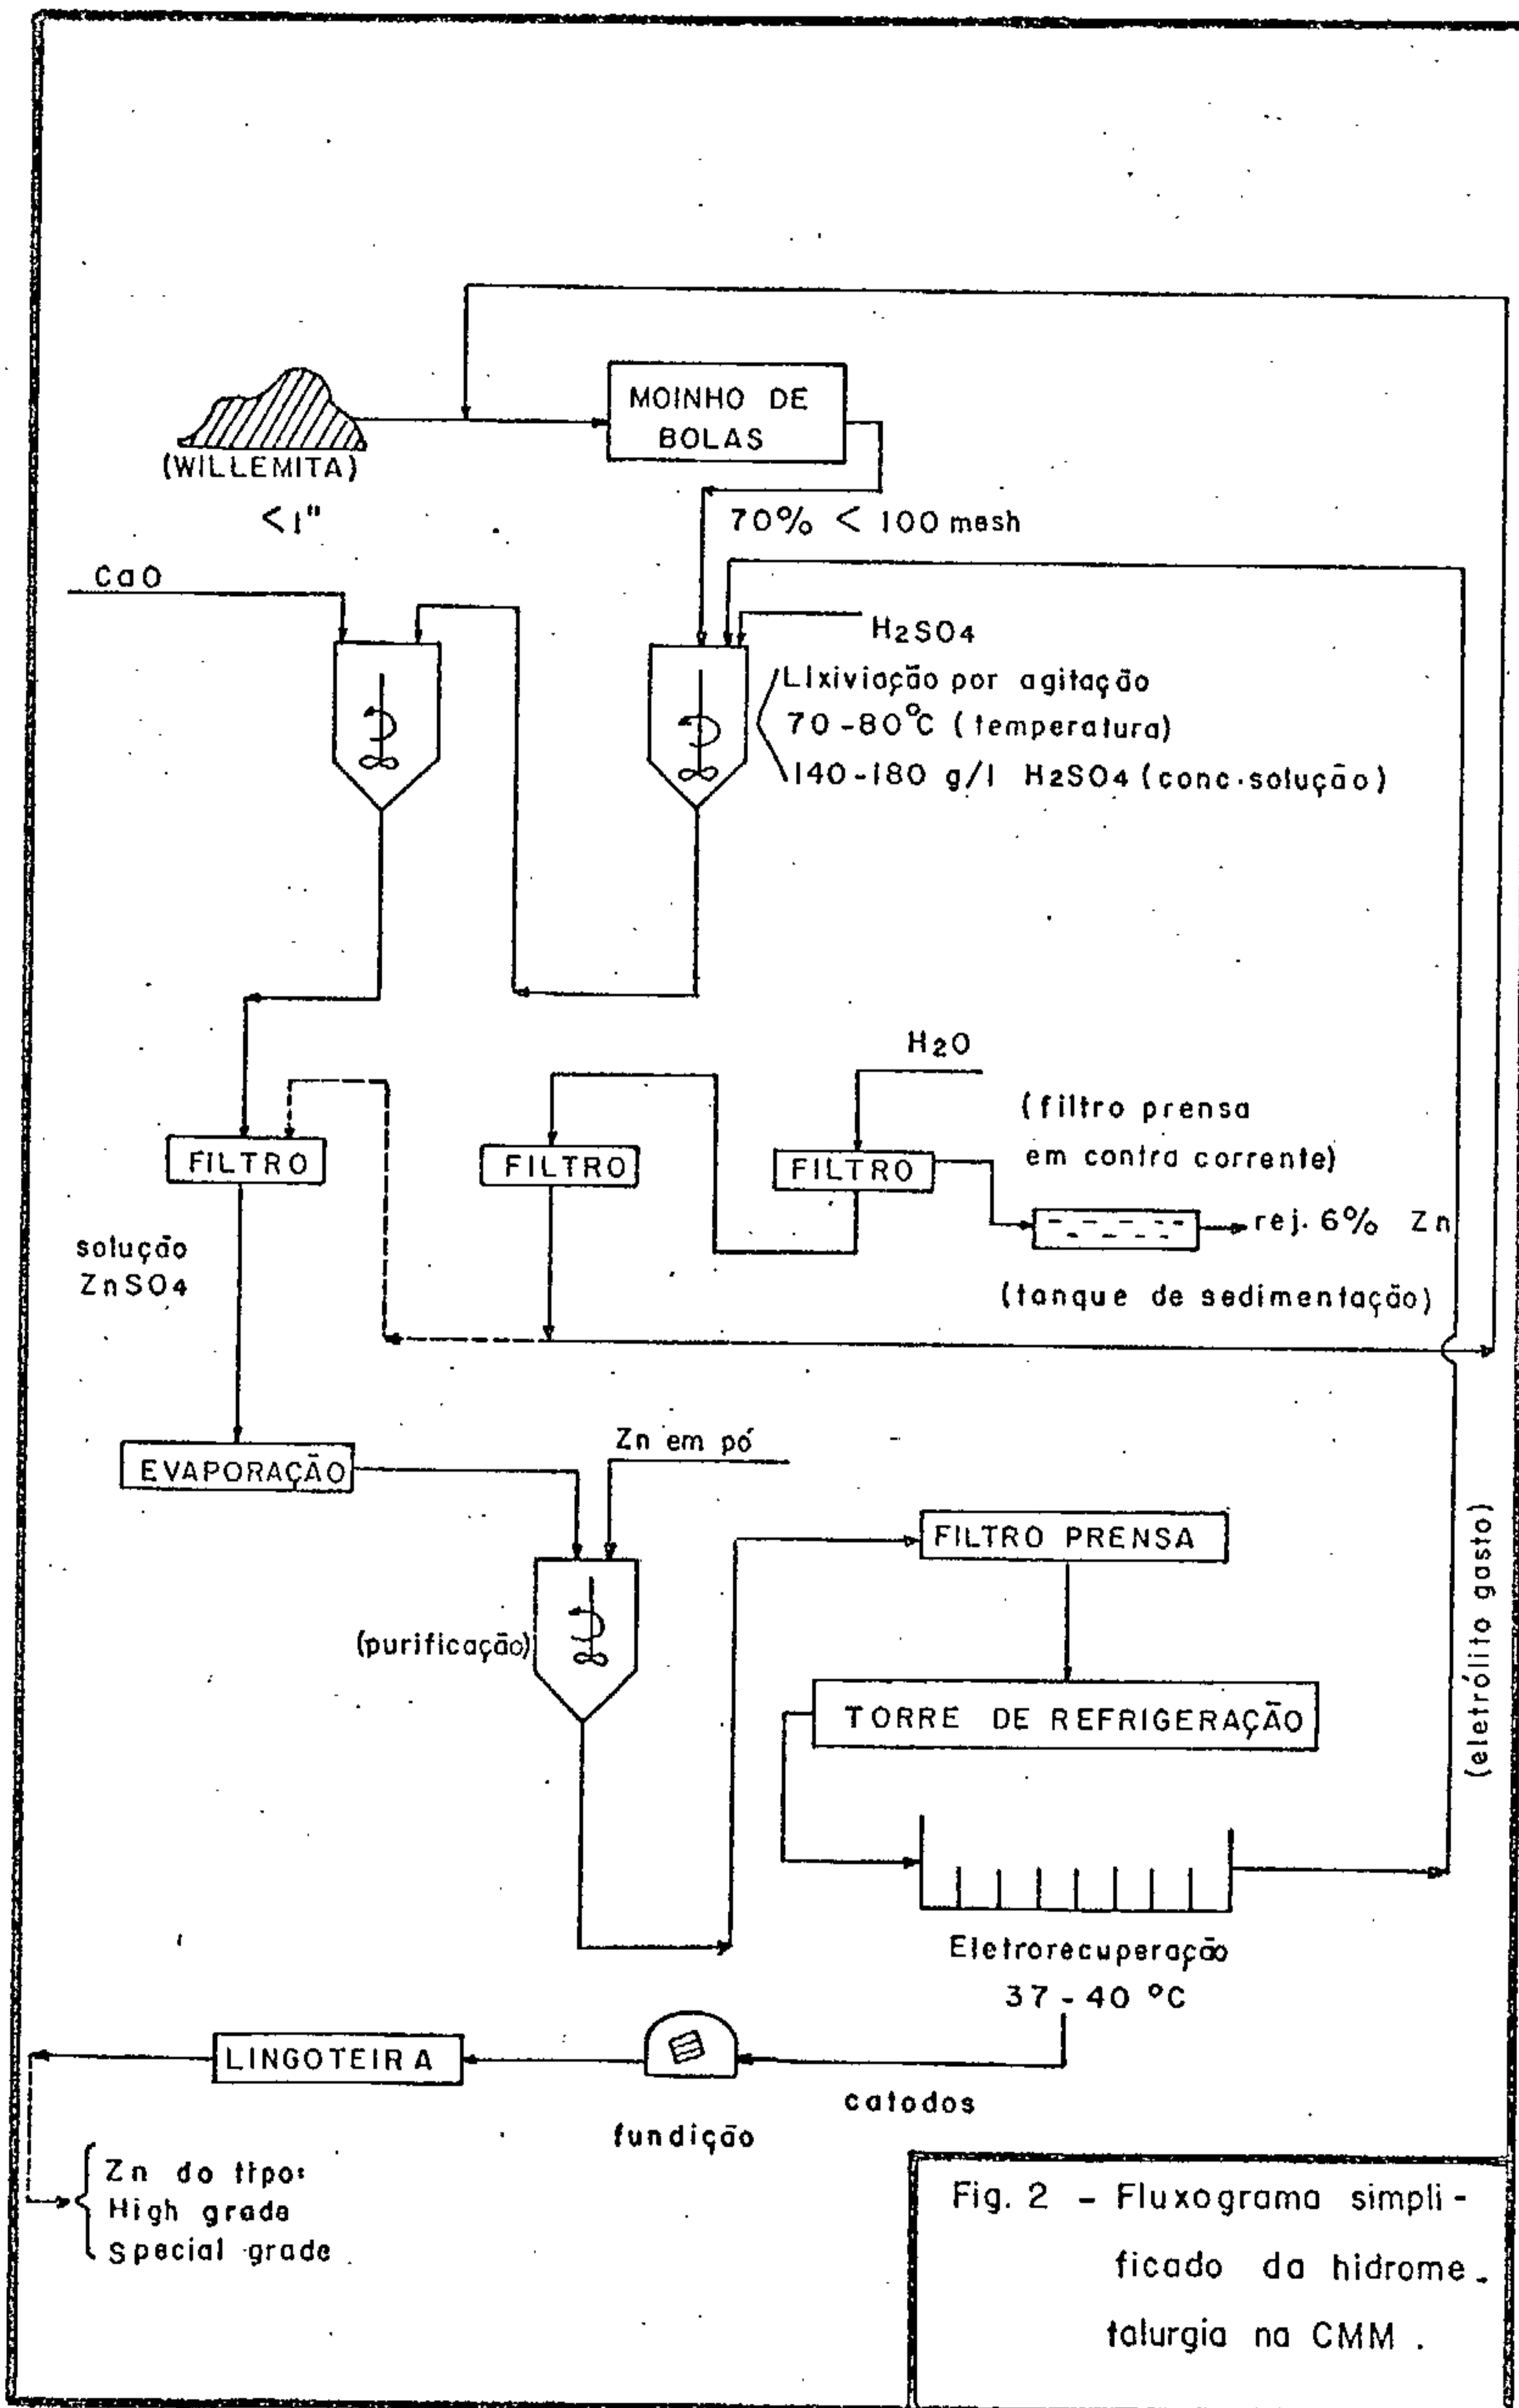 MOINHO DE
BOLAS
(WILLEMITA)
<1"
70% < 100 mesh
CaO
H2SO4
Lixiviação por agitação
70-80°C (temperatura)
140-180 g/l H2SO4 (conc.solução)
H2O
(filtro prensa
em contra corrente)
FILTRO
FILTRO
FILTRO
rej. 6% Zn
solução
ZnSO4
(tanque de sedimentação)
Zn em pó
EVAPORAÇÃO
FILTRO PRENSA
(eletrólito gasto)
(purificação)
TORRE DE REFRIGERAÇÃO
Eletrorecuperação
37-40 °C
LINGOTEIRA
catodos
fundição
Zn do tipo:
High grade
special grade
Fig. 2 - Fluxograma simpli-
ficado da hidrome-
talurgia na CMM.